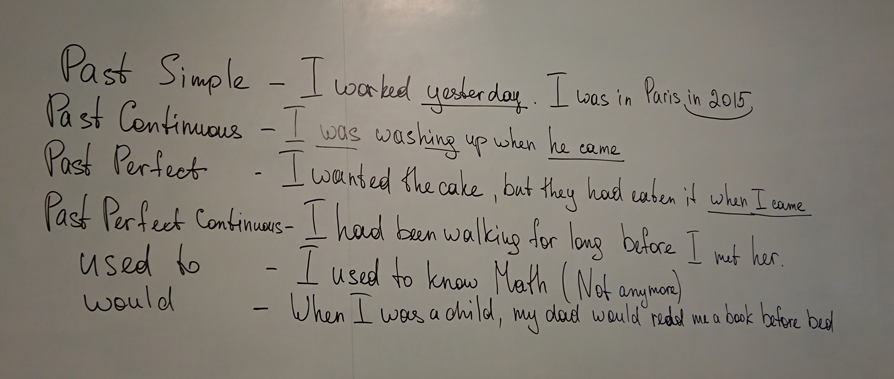 Past Simple - I worked yesterday. I was in Paris in 2015
Past Continuous - I was washing up when he came
Past Perfect - I wanted the cake, but they had eaten it when I came
Past Perfect Continuous - I had been walking for long before I met her.
used to - I used to know Math (Not anymore)
would - When I was a child, my dad would read me a book before bed